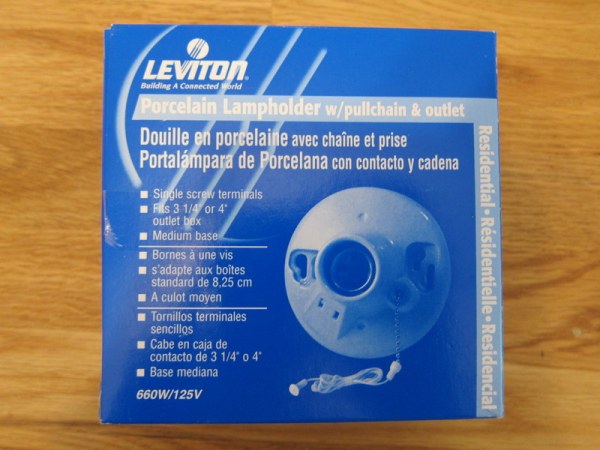 LEVITON®
Building A Connected World
Porcelain Lampholder w/pullchain & outlet
Douille en porcelaine avec chaîne et prise
Portalámpara de Porcelana con contacto y cadena
■ Single screw terminals
■ Fits 3 1/4" or 4"
outlet box
■ Medium base
■ Bornes à une vis
■ s'adapte aux boîtes
standard de 8,25 cm
■ A culot moyen
■ Tornillos terminales
sencillos
■ Cabe en caja de
contacto de 3 1/4" o 4"
■ Base mediana
660W/125V
Residential • Résidentielle • Residencial